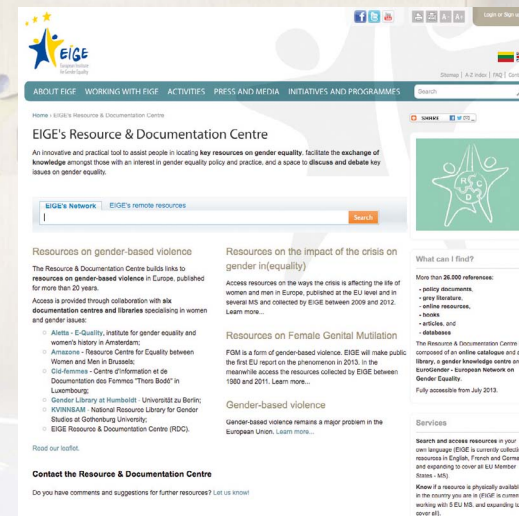 Login or Sign u
A- A+
EIGE
European Institute
for Gender Equality
Sitemap | A-Z Index | FAQ | Cont
ABOUT EIGE WORKING WITH EIGE ACTIVITIES PRESS AND MEDIA INITIATIVES AND PROGRAMMES
Search
Home › EIGE's Resource & Documentation Centre
SHARE
EIGE's Resource & Documentation Centre
An innovative and practical tool to assist people in locating key resources on gender equality, facilitate the exchange of
knowledge amongst those with an interest in gender equality policy and practice, and a space to discuss and debate key
issues on gender equality.
EIGE's Network EIGE's remote resources
Search
Resources on gender-based violence
The Resource & Documentation Centre builds links to
resources on gender-based violence in Europe, published
for more than 20 years.
Access is provided through collaboration with six
documentation centres and libraries specialising in women
and gender issues:
Aletta - E-Quality, institute for gender equality and
women's history in Amsterdam;
Amazone - Resource Centre for Equality between
Women and Men in Brussels;
Cid-femmes - Centre d'Information et de
Documentation des Femmes "Thers Bodé" in
Luxembourg;
Gender Library at Humboldt - Universität zu Berlin;
KVINNSAM - National Resource Library for Gender
Studies at Gothenburg University;
EIGE Resource & Documentation Centre (RDC).
Read our leaflet.
Resources on the impact of the crisis on
gender in(equality)
Access resources on the ways the crisis is affecting the life of
women and men in Europe, published at the EU level and in
several MS and collected by EIGE between 2009 and 2012.
Learn more...
Resources on Female Genital Mutilation
FGM is a form of gender-based violence. EIGE will make public
the first EU report on the phenomenon in 2013. In the
meanwhile access the resources collected by EIGE between
1980 and 2011. Learn more...
Gender-based violence
Gender-based violence remains a major problem in the
European Union. Learn more...
Contact the Resource & Documentation Centre
Do you have comments and suggestions for further resources? Let us know!
What can I find?
More than 26.000 references:
- policy documents,
- grey literature,
- online resources,
- books
- articles, and
- databases
The Resource & Documentation Centre
composed of an online catalogue and a
library, a gender knowledge centre an
EuroGender - European Network on
Gender Equality.
Fully accessible from July 2013.
Services
Search and access resources in your
own language (EIGE is currently collecti
resources in English, French and Germa
and expanding to cover all EU Member
States - MS).
Know if a resource is physically availabl
in the country you are in (EIGE is curren
working with 5 EU MS. and expanding to
cover all).